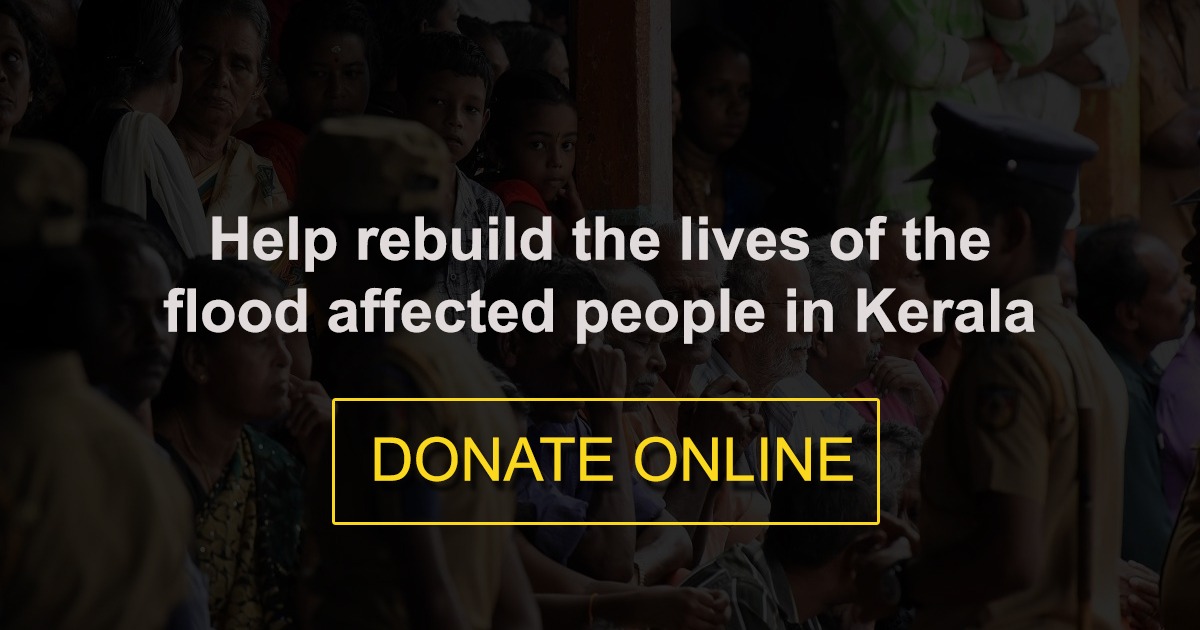 Help rebuild the lives of the
flood affected people in Kerala
DONATE ONLINE